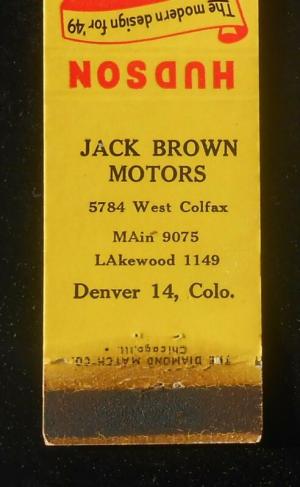 The modern design for '49
HUDSON
JACK BROWN
MOTORS
5784 West Colfax
MAin 9075
LAkewood 1149
Denver 14, Colo.
THE DIAMOND MATCH CO.
Chicago, Ill.